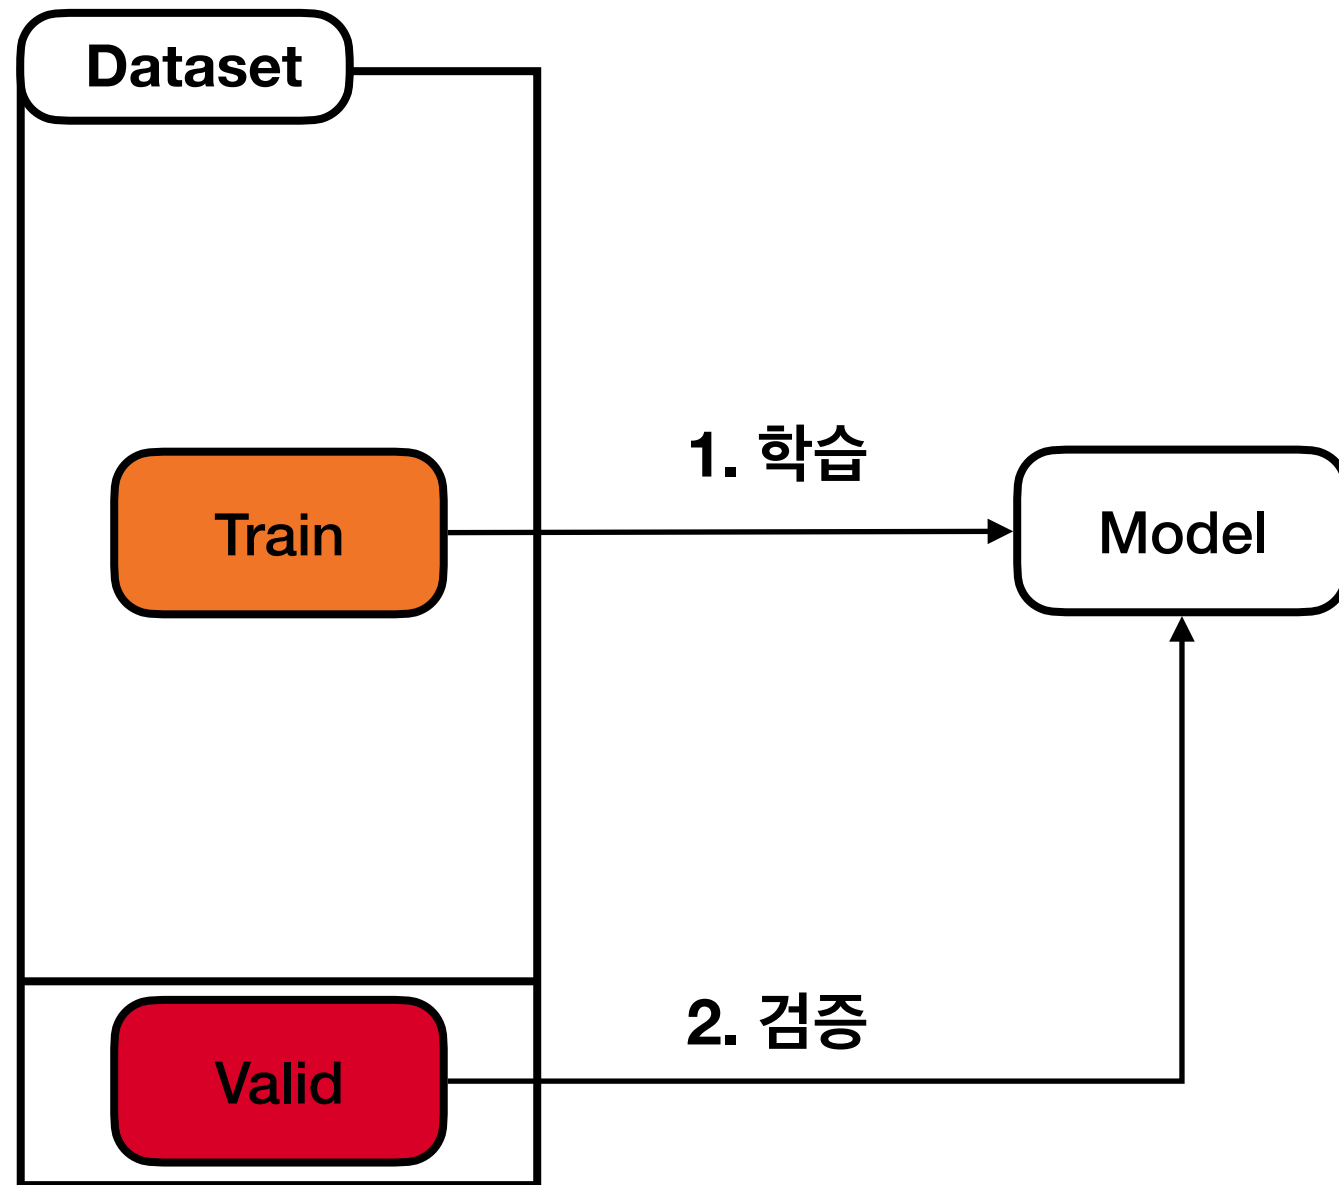 Dataset
1. 학습
Train
Model
2. 검증
Valid